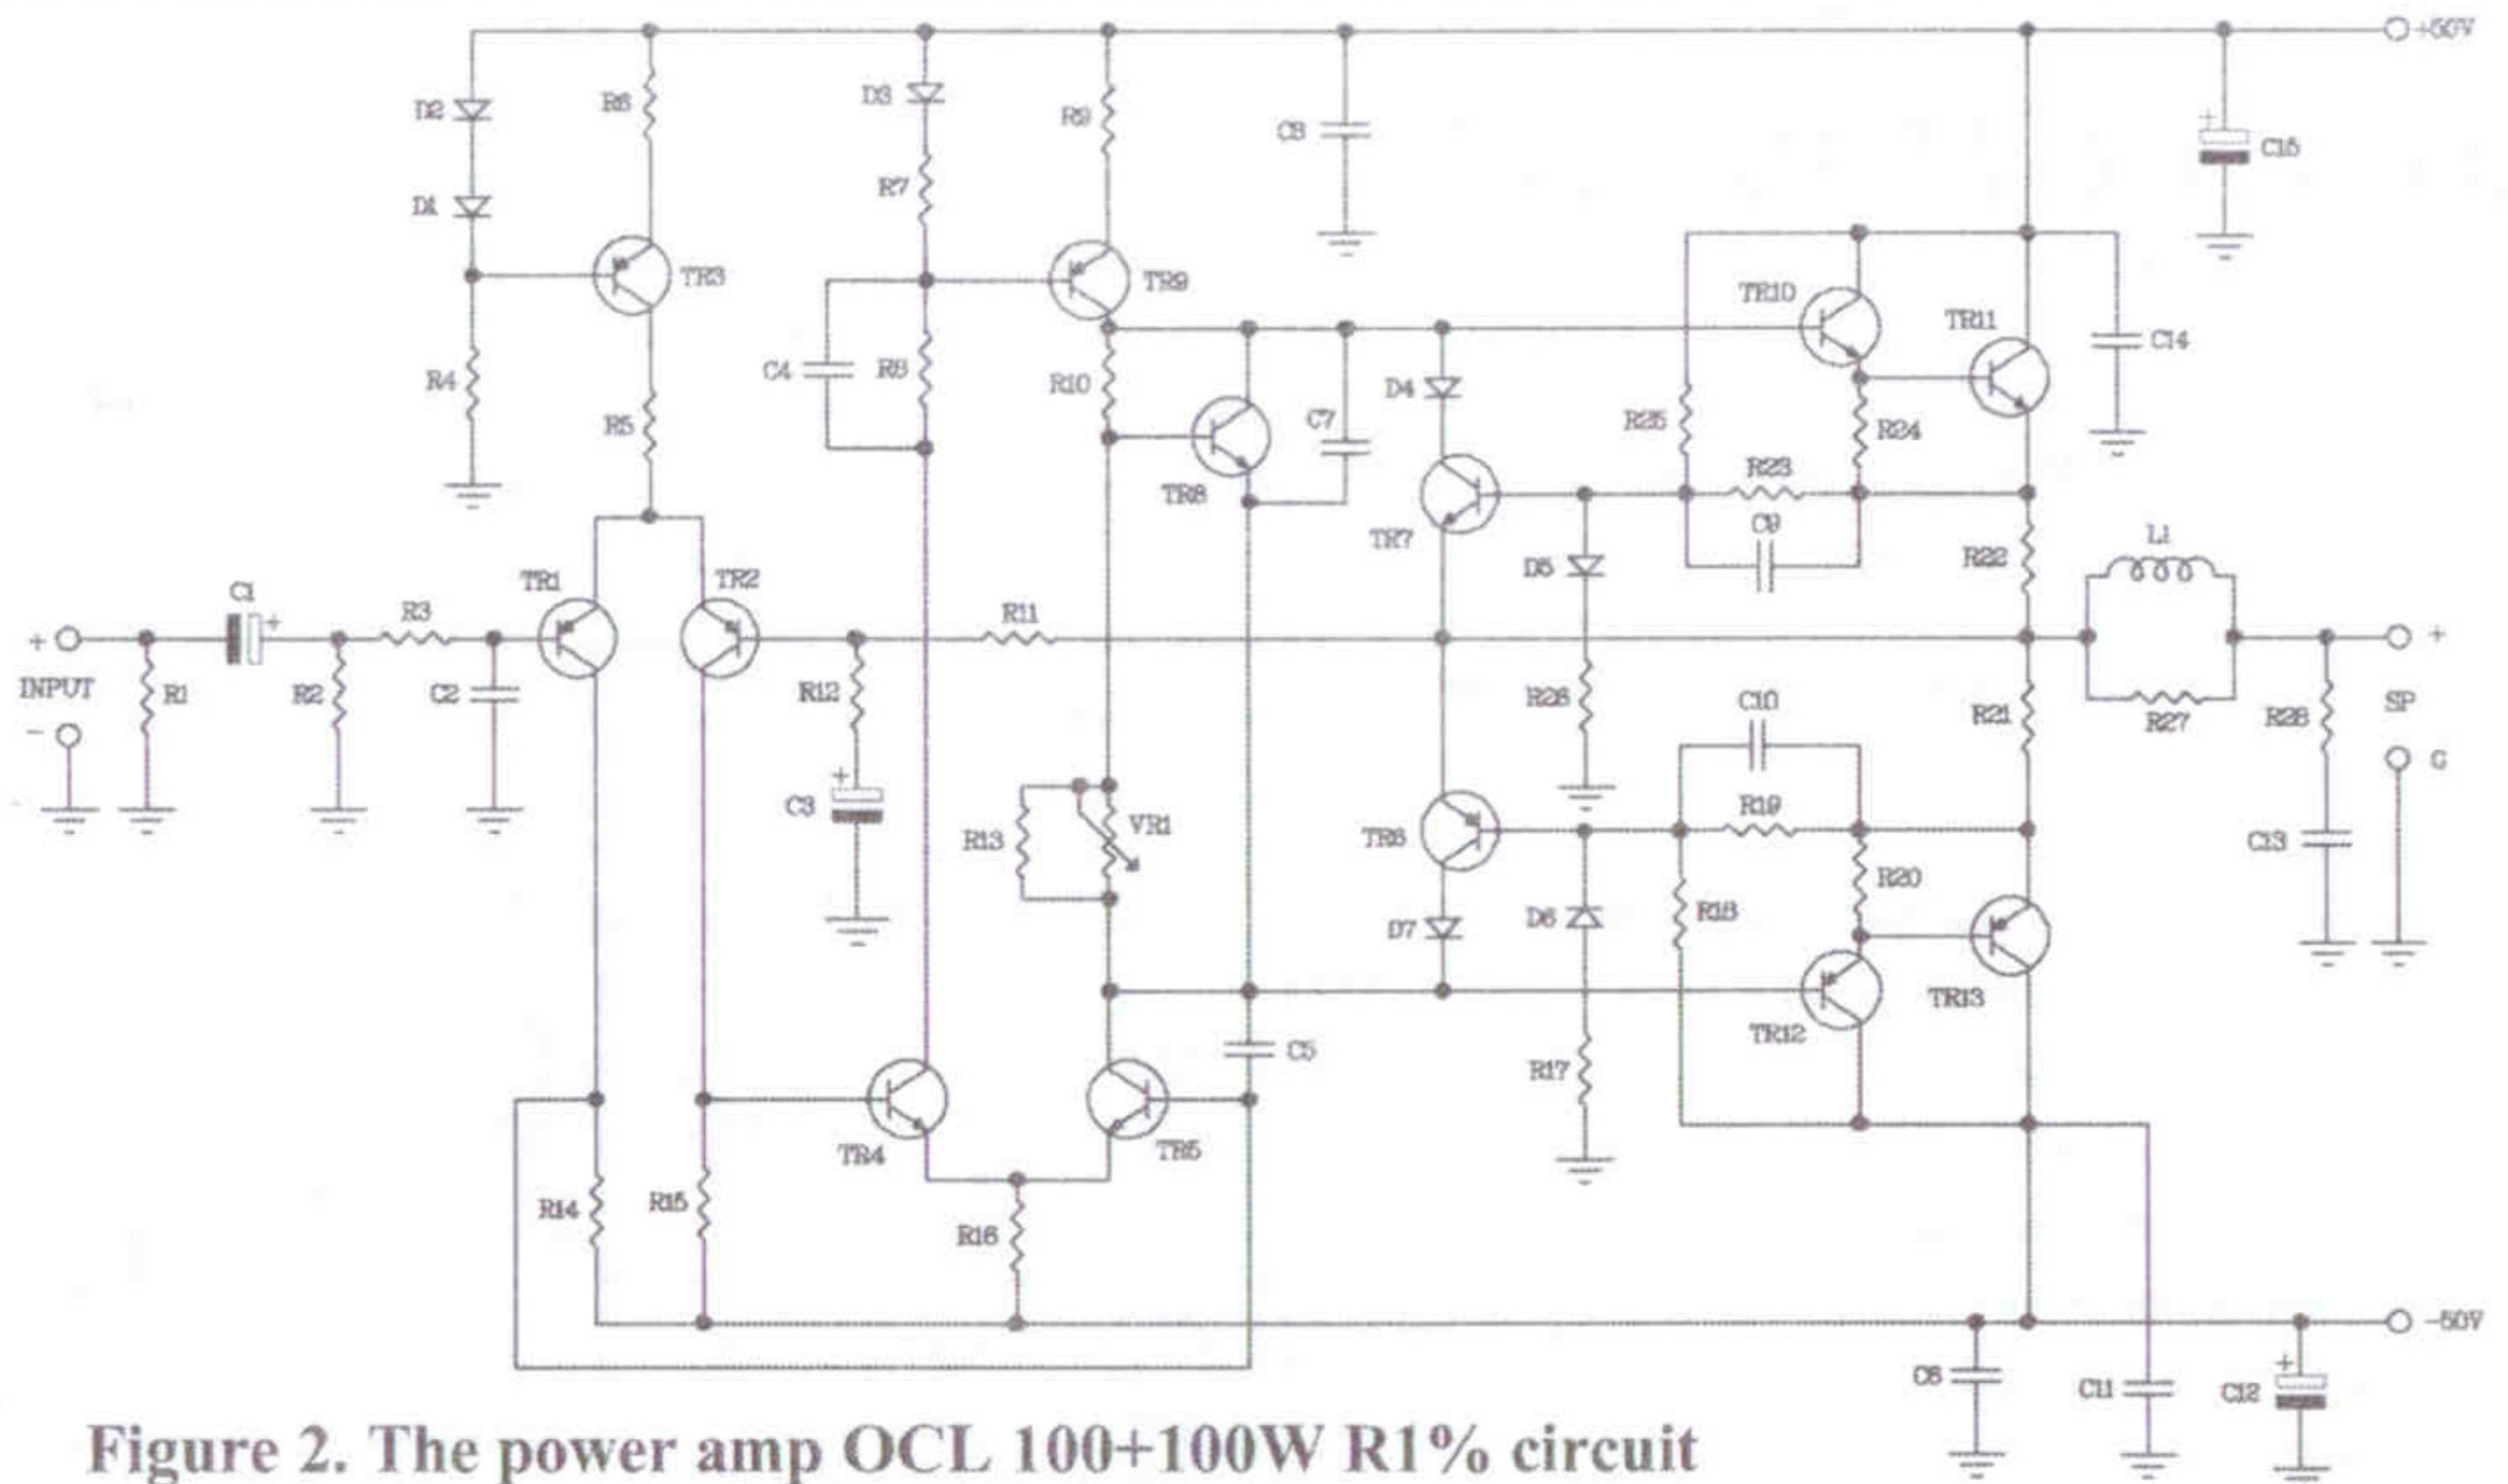 +50V
D2
R6
D3
R9
C8
C15
D1
R7
TR3
TR9
TR10
TR11
C14
R4
C4
R8
R10
D4
R5
C7
R25
R24
TR8
R23
TR7
C9
D5
R22
L1
C1
+
TR1
TR2
R3
R11
+
INPUT
-
R1
R2
C2
R12
R26
C10
R21
R27
R28
+
SP
G
+
C3
R13
VR1
TR6
R19
C13
D7
D6
R18
R20
TR12
TR13
C5
R17
TR4
TR5
R14
R15
R16
-50V
C6
C11
+
C12
Figure 2. The power amp OCL 100+100W R1% circuit